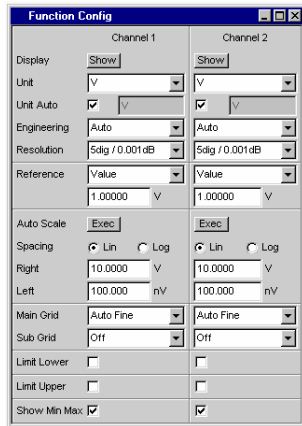 Function Config
Channel 1 Channel 2
Display Show Show
Unit V V
Unit Auto V V
Engineering Auto Auto
Resolution 5dig / 0.001dB 5dig / 0.001dB
Reference Value Value
1.00000 V 1.00000 V
Auto Scale Exec Exec
Spacing Lin Log Lin Log
Right 10.0000 V 10.0000 V
Left 100.000 nV 100.000 nV
Main Grid Auto Fine Auto Fine
Sub Grid Off Off
Limit Lower
Limit Upper
Show Min Max